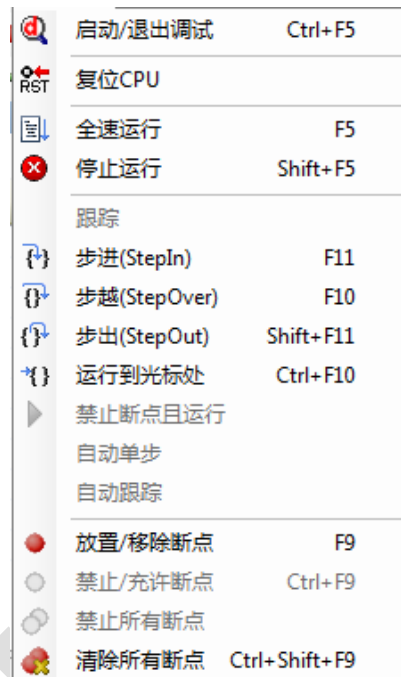 启动/退出调试 Ctrl+F5
RST 复位CPU
全速运行 F5
停止运行 Shift+F5
跟踪
{} 步进(StepIn) F11
{} 步越(StepOver) F10
{} 步出(StepOut) Shift+F11
{} 运行到光标处 Ctrl+F10
禁止断点且运行
自动单步
自动跟踪
放置/移除断点 F9
禁止/充许断点 Ctrl+F9
禁止所有断点
清除所有断点 Ctrl+Shift+F9